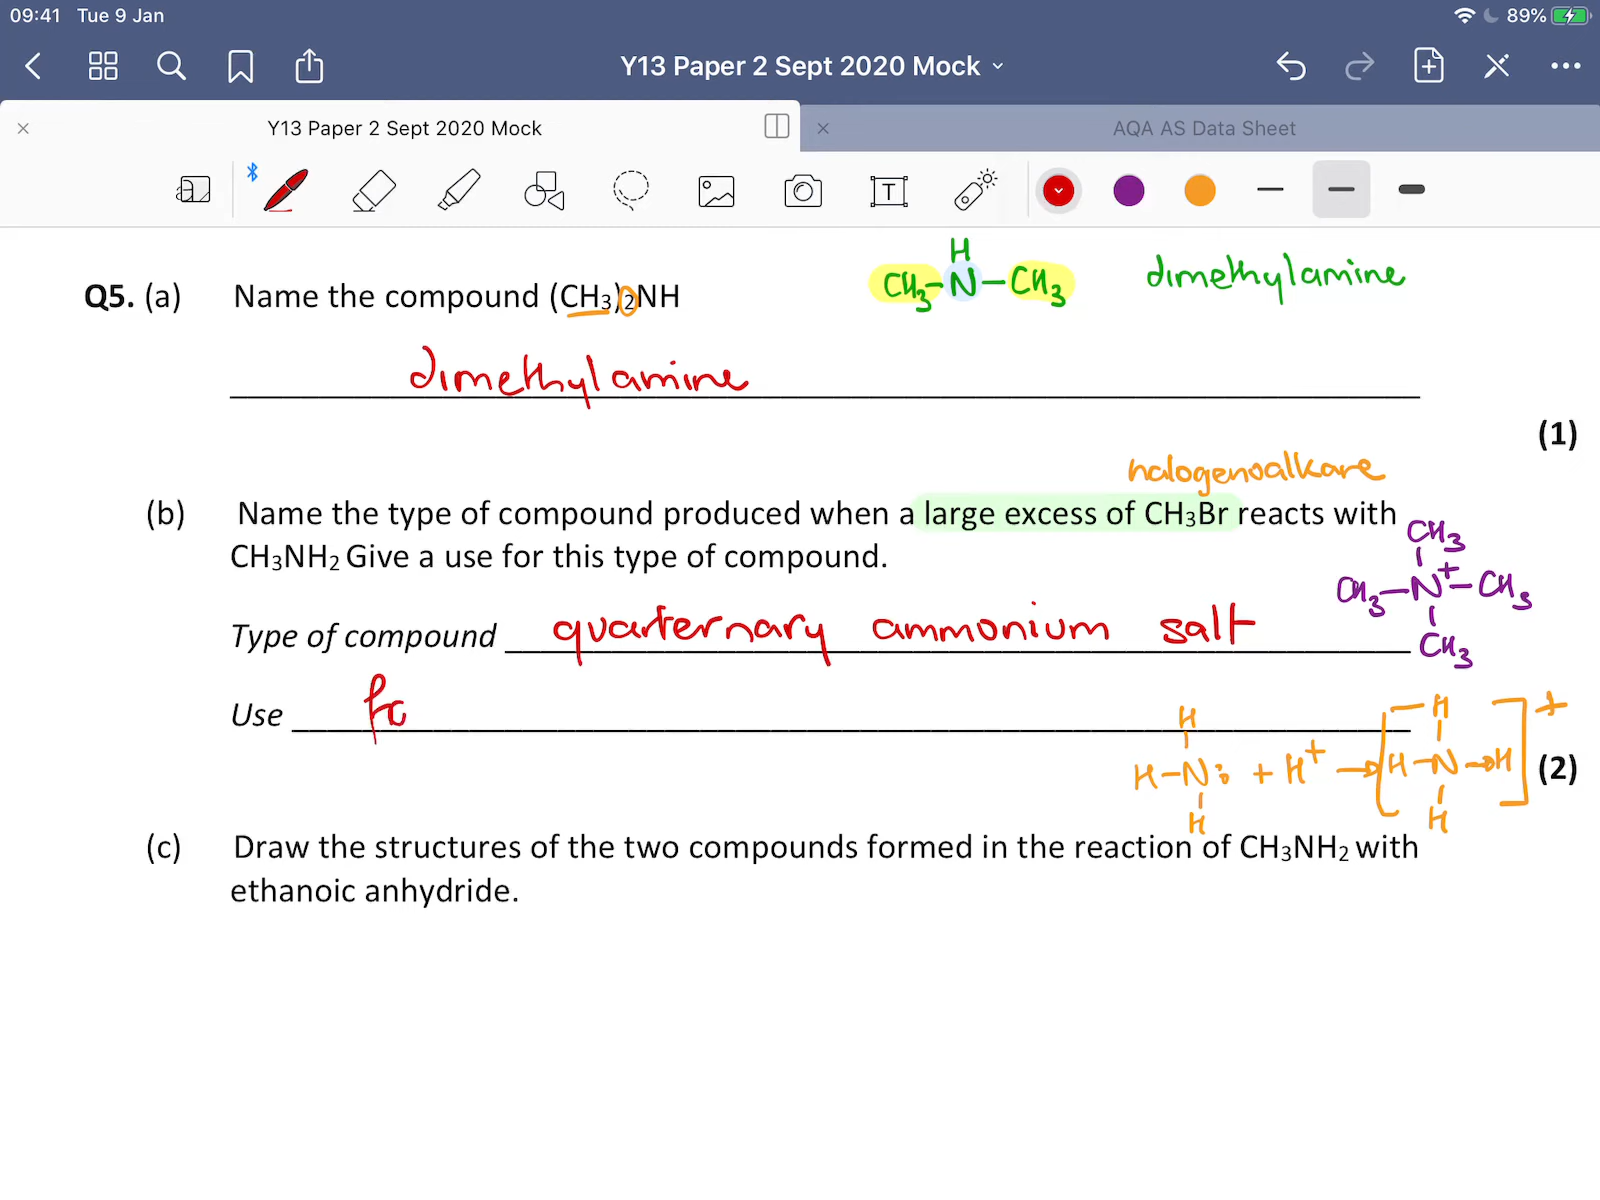 09:41 Tue 9 Jan 89%
Y13 Paper 2 Sept 2020 Mock
Y13 Paper 2 Sept 2020 Mock
AQA AS Data Sheet
a
T
H
CH3-N-CH3
dimethylamine
Q5. (a) Name the compound (CH3)2NH
dimethylamine
(1)
halogenoalkane
(b) Name the type of compound produced when a large excess of CH3Br reacts with
CH3NH2 Give a use for this type of compound.
CH3
CH3-N+-CH3
CH3
Type of compound quarternary ammonium salt
Use fc
H
H-N: + H+ → [H-N→H]+
H
H
H
(2)
(c) Draw the structures of the two compounds formed in the reaction of CH3NH2 with
ethanoic anhydride.